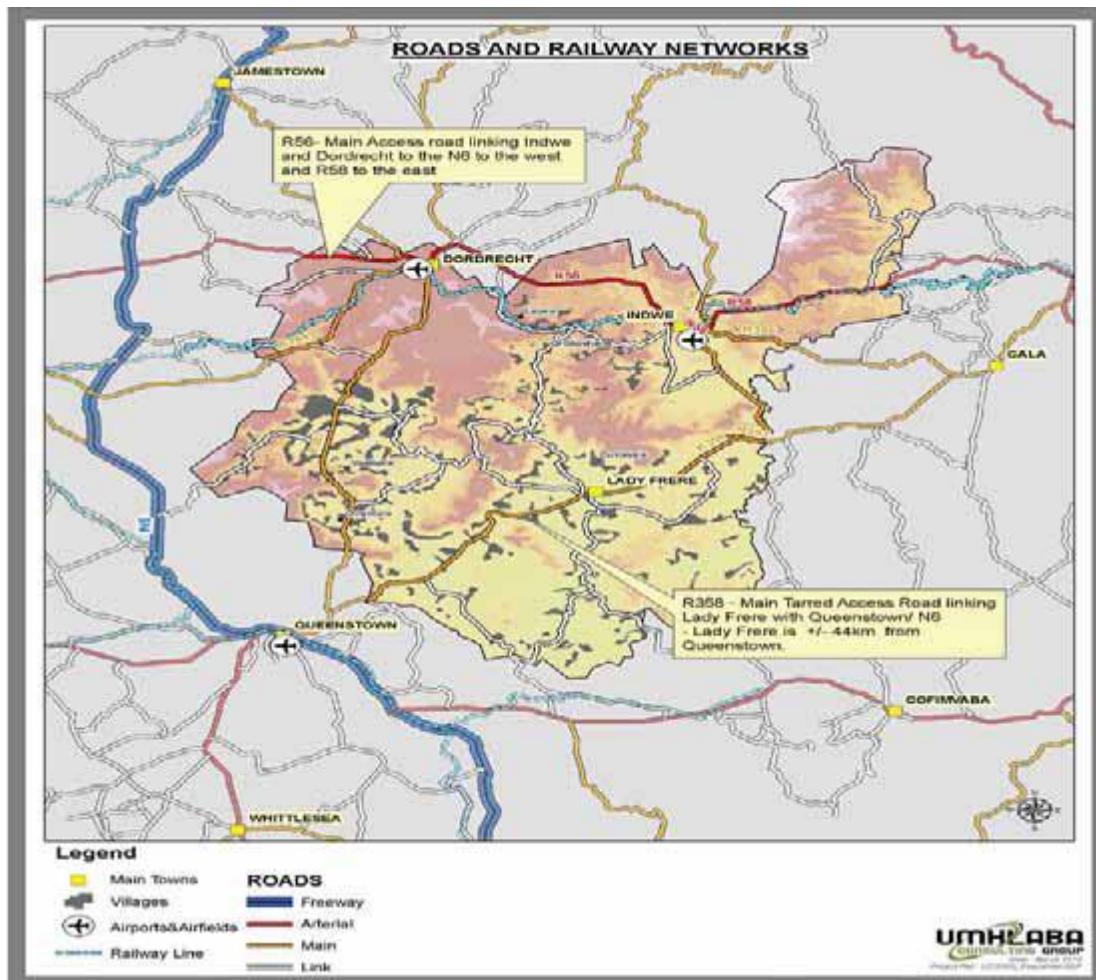 ROADS AND RAILWAY NETWORKS
JAMESTOWN
R56- Main Access road linking Indwe
and Dordrecht to the N6 to the west
and R58 to the east
DORDRECHT
R56
INDWE
R56
GALA
LADY FRERE
N6
R358 - Main Tarred Access Road linking
Lady Frere with Queenstown/ N6
- Lady Frere is +/- 44km from
Queenstown.
QUEENSTOWN
COFIMVABA
WHITTLESEA
Legend
Main Towns
Villages
Airports&Airfields
Railway Line
ROADS
Freeway
Arterial
Main
Link
UMHLABA
CONSULTING GROUP